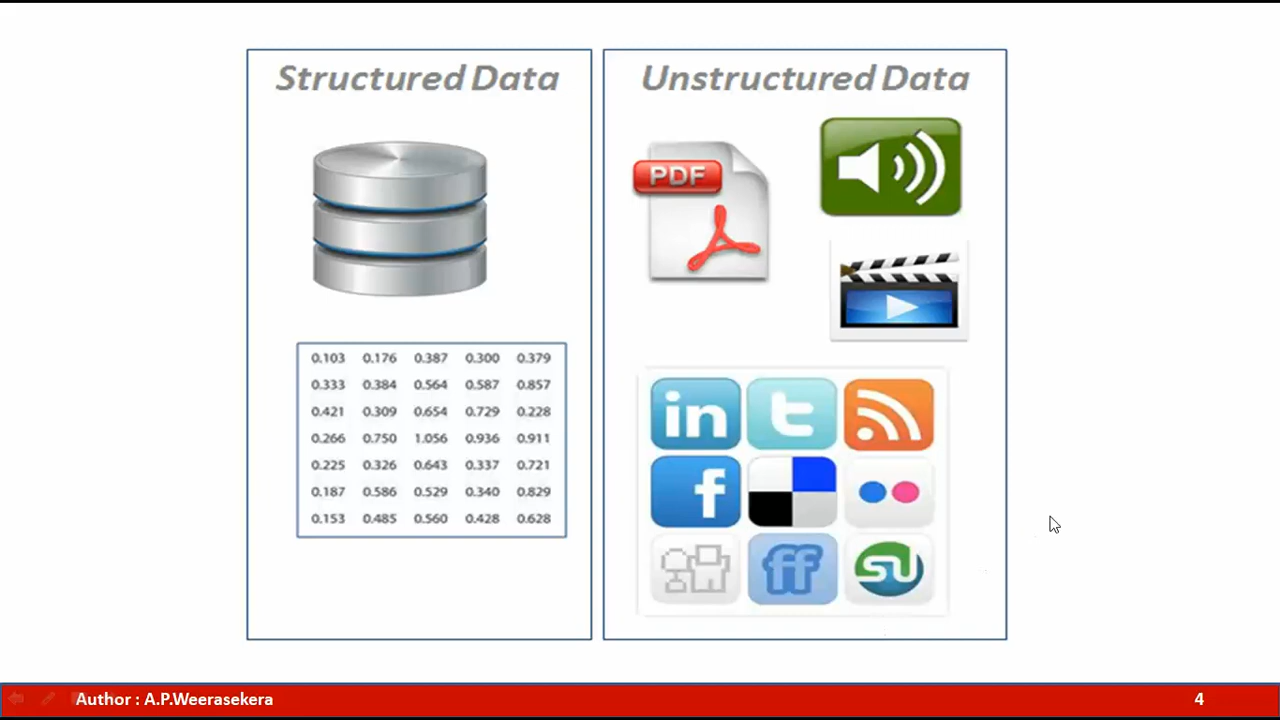 Structured Data
0.103 0.176 0.387 0.300 0.379
0.333 0.384 0.564 0.587 0.857
0.421 0.309 0.654 0.729 0.228
0.266 0.750 1.056 0.936 0.911
0.225 0.326 0.643 0.337 0.721
0.187 0.586 0.529 0.340 0.829
0.153 0.485 0.560 0.428 0.628
Unstructured Data
PDF
in t
f
ff SU
Author : A.P.Weerasekera 4